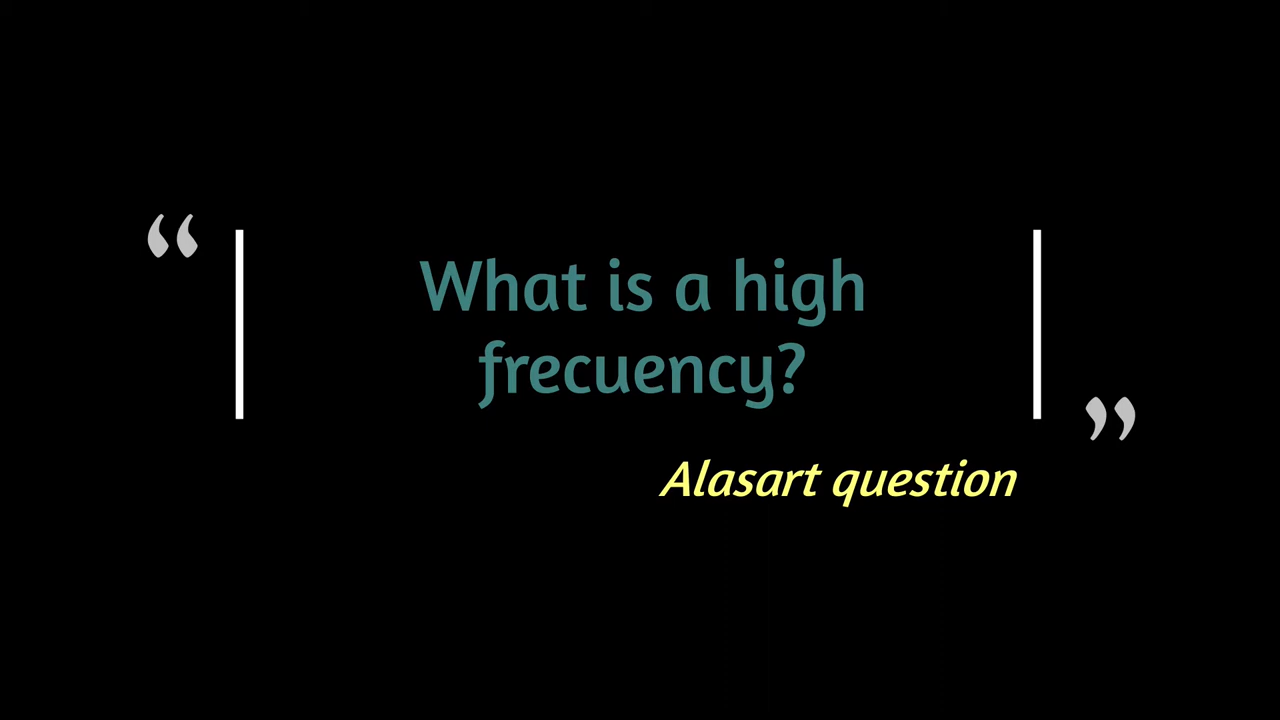 “
What is a high
frecuency?
”
Alasart question